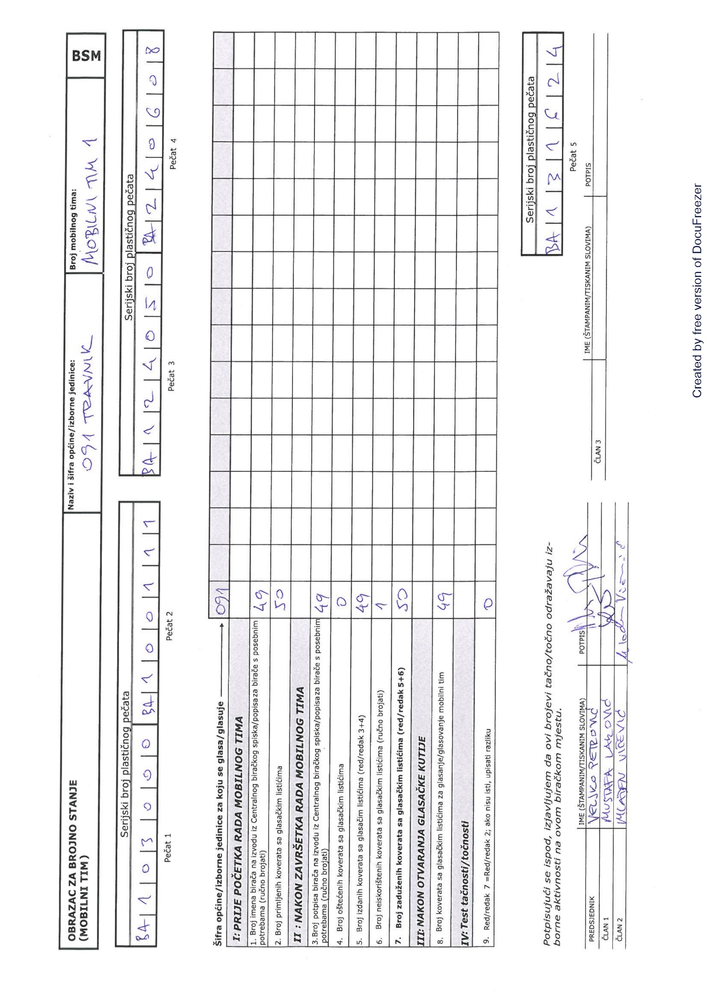 OBRAZAC ZA BROJNO STANJE
(MOBILNI TIM)
Naziv i šifra općine/izborne jedinice:
091 TRAVNIK
Broj mobilnog tima:
MOBILNI TIM 1
BSM
Serijski broj plastičnog pečata
BA 1 0 3 0 0 0 BA 1 0 0 1 1 1
Pečat 1 Pečat 2
Serijski broj plastičnog pečata
BA 1 2 4 0 5 0 BA 2 4 0 6 0 8
Pečat 3 Pečat 4
Šifra općine/izborne jedinice za koju se glasa/glasuje 091
I: PRIJE POČETKA RADA MOBILNOG TIMA
1. Broj imena birača na izvodu iz Centralnog biračkog spiska/popisaza birače s posebnim
potrebama (ručno brojati) 49
2. Broj primljenih koverata sa glasačkim listićima 50
II : NAKON ZAVRŠETKA RADA MOBILNOG TIMA
3.Broj potpisa birača na izvodu iz Centralnog biračkog spiska/popisaza birače s posebnim
potrebama (ručno brojati) 49
4. Broj oštećenih koverata sa glasačkim listićima 0
5. Broj izdanih koverata sa glasačim listićima (red/redak 3+4) 49
6. Broj neiskorištenih koverata sa glasačkim listićima (ručno brojati) 1
7. Broj zaduženih koverata sa glasačkim listićima (red/redak 5+6) 50
III: NAKON OTVARANJA GLASAČKE KUTIJE
8. Broj koverata sa glasačkim listićima za glasanje/glasovanje mobilni tim 49
IV: Test tačnosti/točnosti
9. Red/redak 7 =Red/redak 2; ako nisu isti, upisati razliku 0
Potpisujući se ispod, izjavljujem da ovi brojevi tačno/točno odražavaju iz-
borne aktivnosti na ovom biračkom mjestu.
Serijski broj plastičnog pečata
BA 1 3 1 6 2 4
Pečat 5
IME (ŠTAMPANIM/TISKANIM SLOVIMA) POTPIS
PREDSJEDNIK VELJKO PETROVIĆ
ČLAN 1 MUSTAFA LAKOVIĆ
ČLAN 2 MLADEN VIČEVIĆ
IME (ŠTAMPANIM/TISKANIM SLOVIMA) POTPIS
ČLAN 3
Created by free version of DocuFreezer